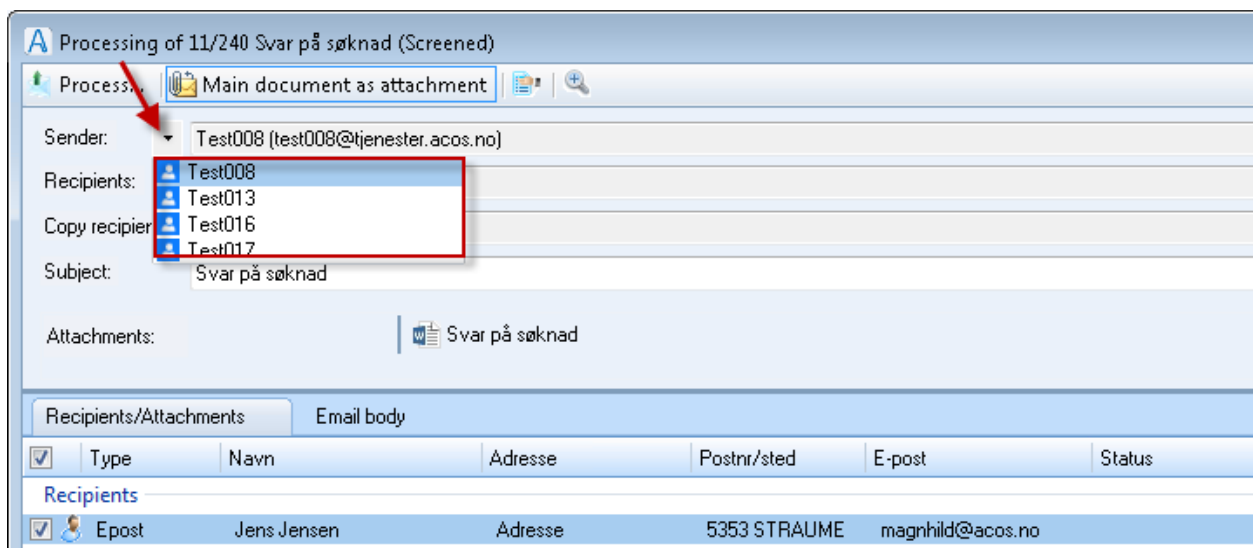 Processing of 11/240 Svar på søknad (Screened)
Process... Main document as attachment
Sender: Test008 (test008@tjenester.acos.no)
Test008
Recipients:
Test013
Copy recipien Test016
Test017
Subject: Svar på søknad
Attachments: Svar på søknad
Recipients/Attachments Email body
Type Navn Adresse Postnr/sted E-post Status
Recipients
Epost Jens Jensen Adresse 5353 STRAUME magnhild@acos.no